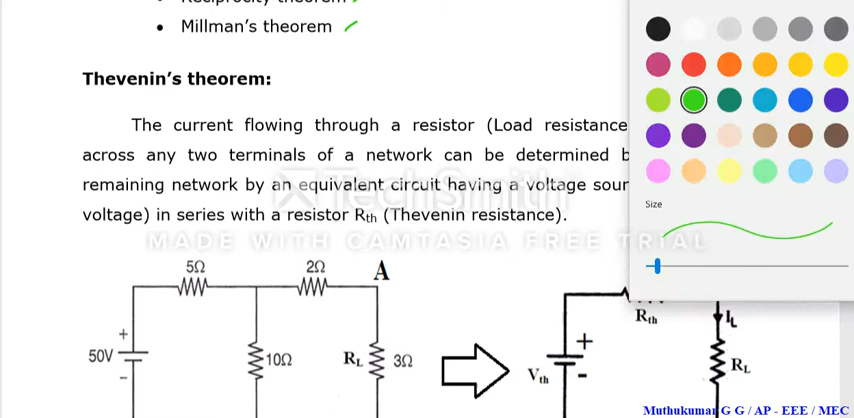 • Millman's theorem
Thevenin's theorem:
The current flowing through a resistor (Load resistance
across any two terminals of a network can be determined
remaining network by an equivalent circuit having a voltage
voltage) in series with a resistor Rth (Thevenin resistance).
TechSmith
MADE WITH CAMTASIA FREE TRIAL
Size
5Ω 2Ω A
Rth IL
+ +
50V 10Ω RL 3Ω Vth RL
- -
Muthukumar G G / AP - EEE / MEC